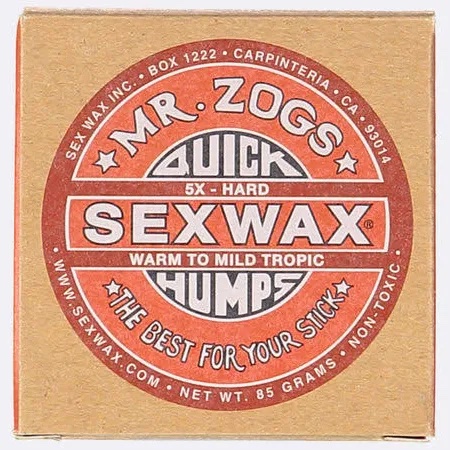 SEX WAX INC. • BOX 1222 • CARPINTERIA • CA • 93014
★ MR. ZOGS ★
QUICK
5X - HARD
SEXWAX®
WARM TO MILD TROPIC
HUMPS
★THE BEST FOR YOUR STICK★
• WWW.SEXWAX.COM • NET WT. 85 GRAMS • NON-TOXIC •